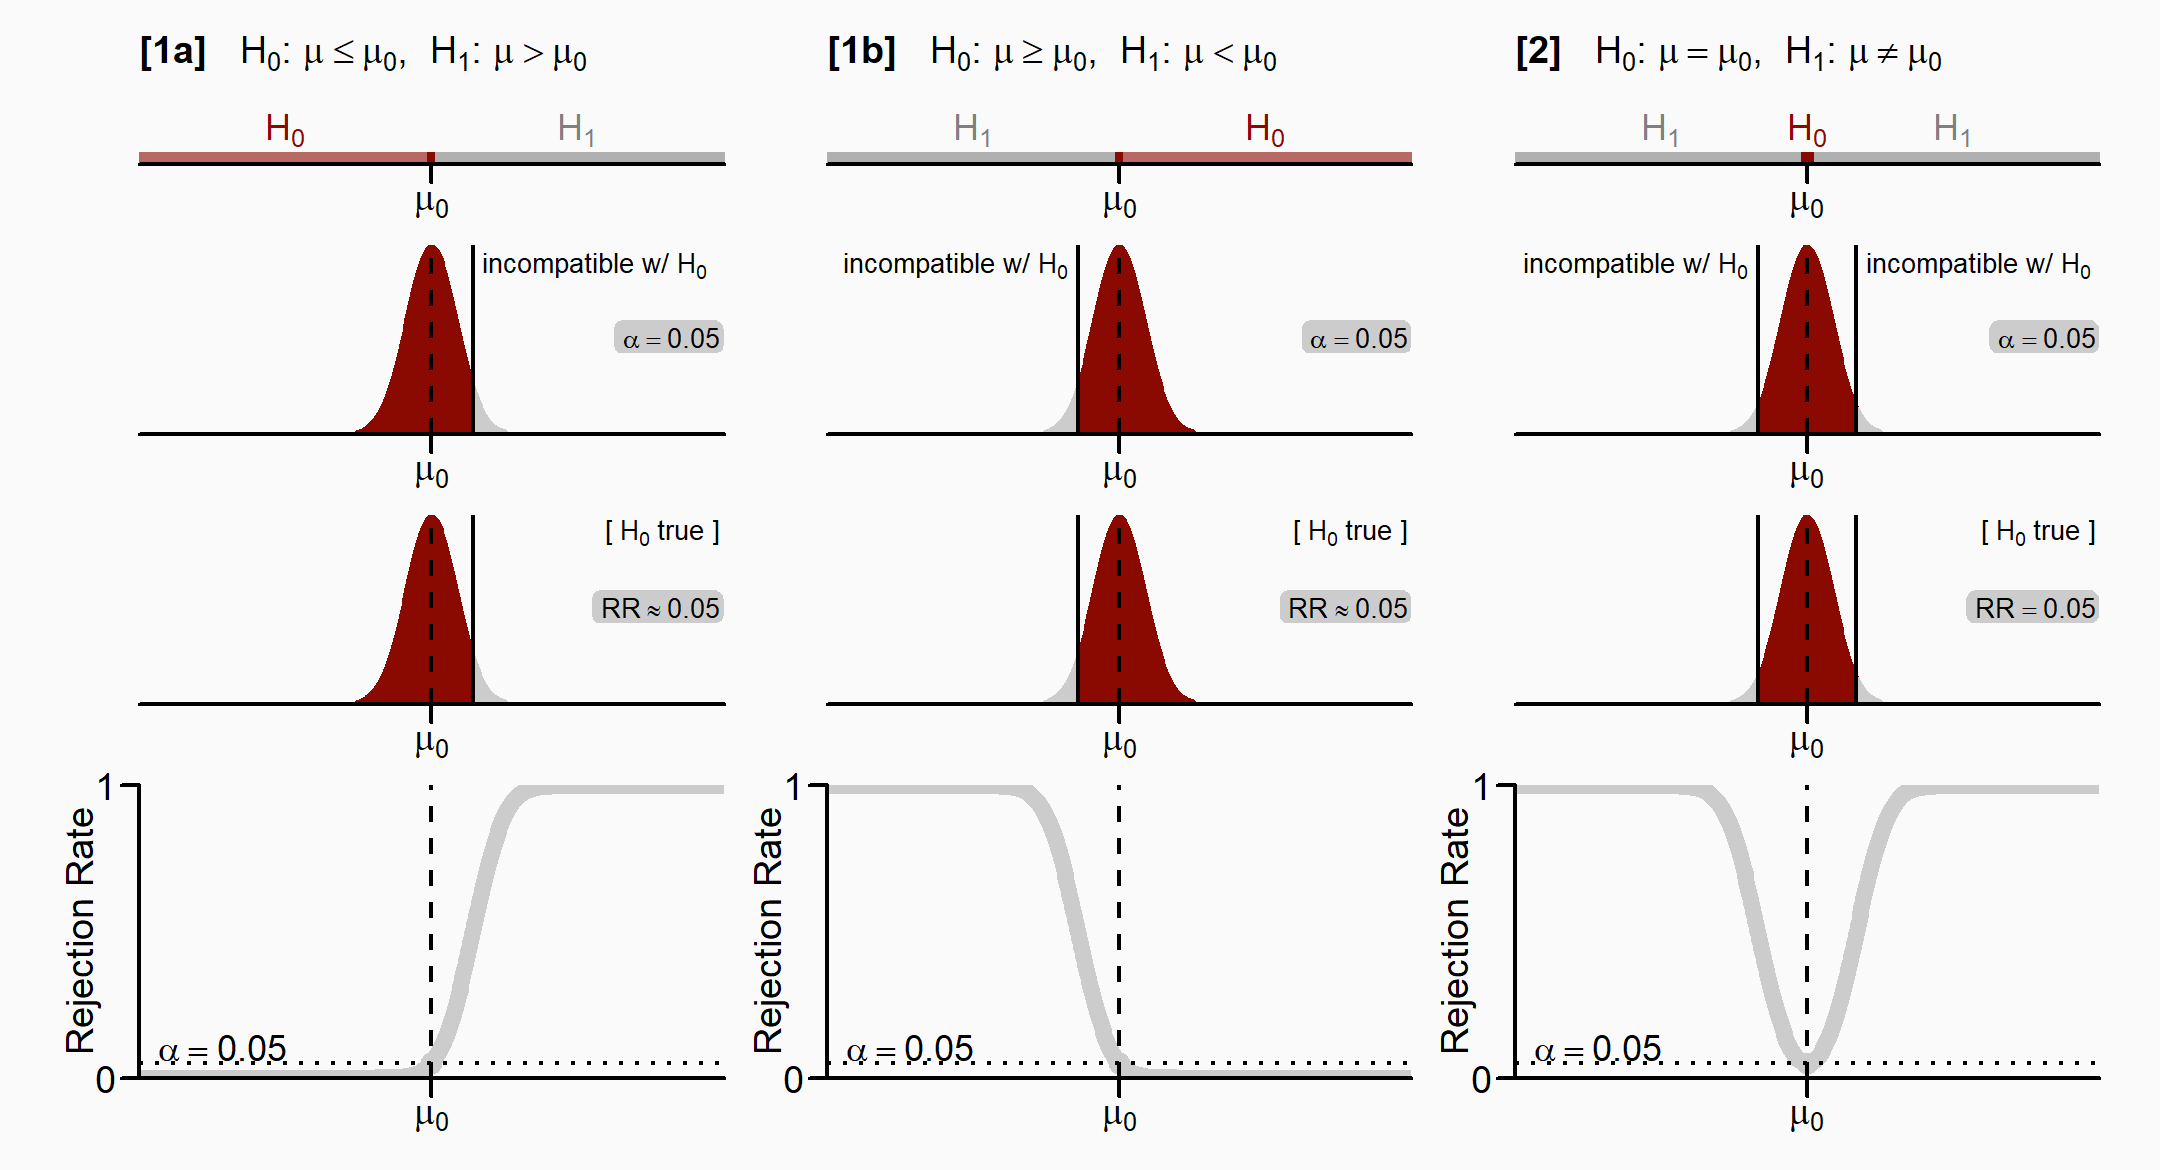 [1a] H₀: μ ≤ μ₀, H₁: μ > μ₀
H₀ H₁
μ₀
incompatible w/ H₀
α = 0.05
μ₀
[ H₀ true ]
RR ≈ 0.05
μ₀
1
Rejection Rate
α = 0.05
0
μ₀
[1b] H₀: μ ≥ μ₀, H₁: μ < μ₀
H₁ H₀
μ₀
incompatible w/ H₀
α = 0.05
μ₀
[ H₀ true ]
RR ≈ 0.05
μ₀
1
Rejection Rate
α = 0.05
0
μ₀
[2] H₀: μ = μ₀, H₁: μ ≠ μ₀
H₁ H₀ H₁
μ₀
incompatible w/ H₀ incompatible w/ H₀
α = 0.05
μ₀
[ H₀ true ]
RR = 0.05
μ₀
1
Rejection Rate
α = 0.05
0
μ₀